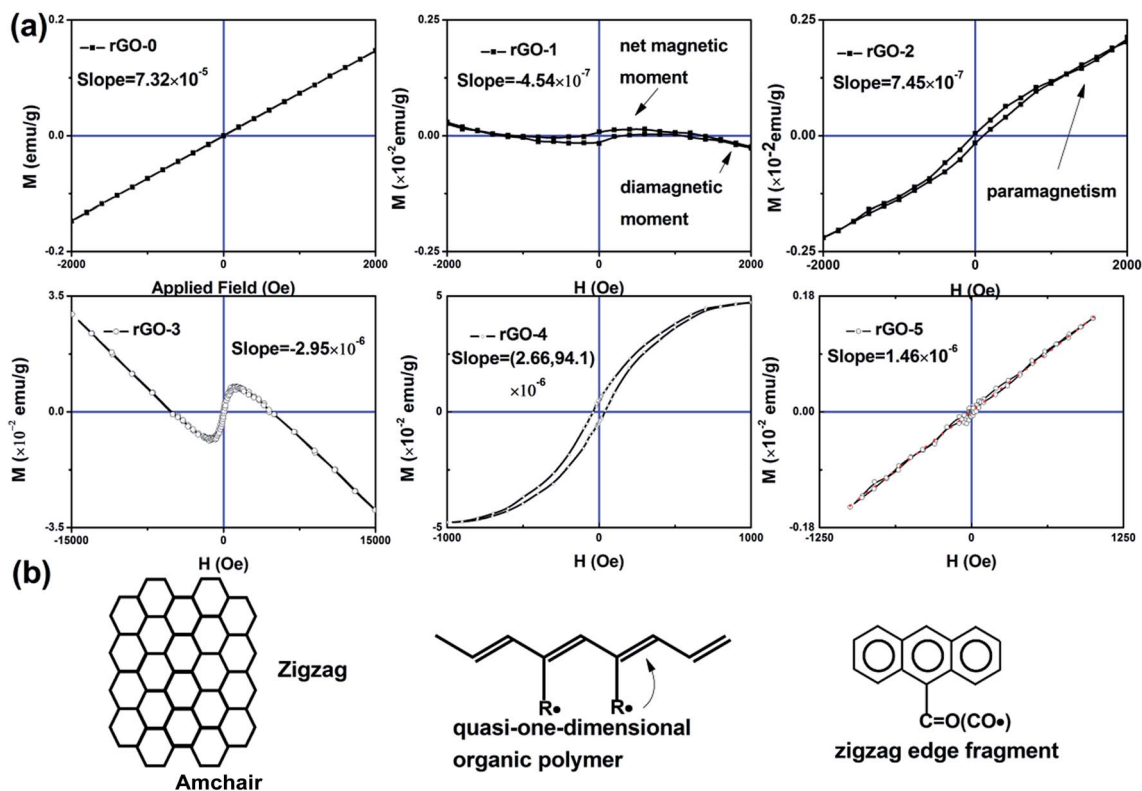 (a)
0.2
rGO-0
Slope=7.32×10-5
M (emu/g)
0.0
-0.2
-2000
0
2000
Applied Field (Oe)
0.25
rGO-1
Slope=-4.54×10-7
net magnetic
moment
M (×10-2 emu/g)
0.00
diamagnetic
moment
-0.25
-2000
0
2000
H (Oe)
0.25
rGO-2
Slope=7.45×10-7
M (×10-2 emu/g)
0.00
paramagnetism
-0.25
-2000
0
2000
H (Oe)
3.5
rGO-3
Slope=-2.95×10-6
M (×10-2 emu/g)
0.0
-3.5
-15000
0
15000
H (Oe)
5
rGO-4
Slope=(2.66,94.1)
×10-6
M (×10-2 emu/g)
0
-5
-1000
0
1000
H (Oe)
0.18
rGO-5
Slope=1.46×10-6
M (×10-2 emu/g)
0.00
-0.18
-1250
0
1250
H (Oe)
(b)
Zigzag
Amchair
R•
R•
quasi-one-dimensional
organic polymer
C=O(CO•)
zigzag edge fragment